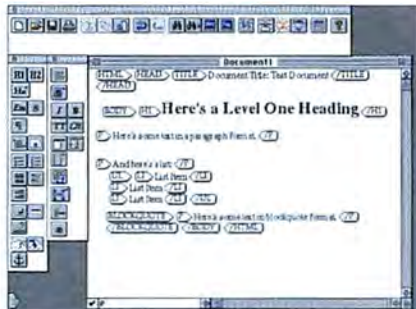 Document1
HTML HEAD TITLE Document Title: Test Document /TITLE
/HEAD
BODY H1 Here's a Level One Heading /H1
P Here's some text in a paragraph format. /P
P And here's a list: /P
UL LI List Item /LI
LI List Item /LI
LI List Item /LI /UL
BLOCKQUOTE P Here's some text in blockquote format. /P
/BLOCKQUOTE /BODY /HTML
H1 H2
P